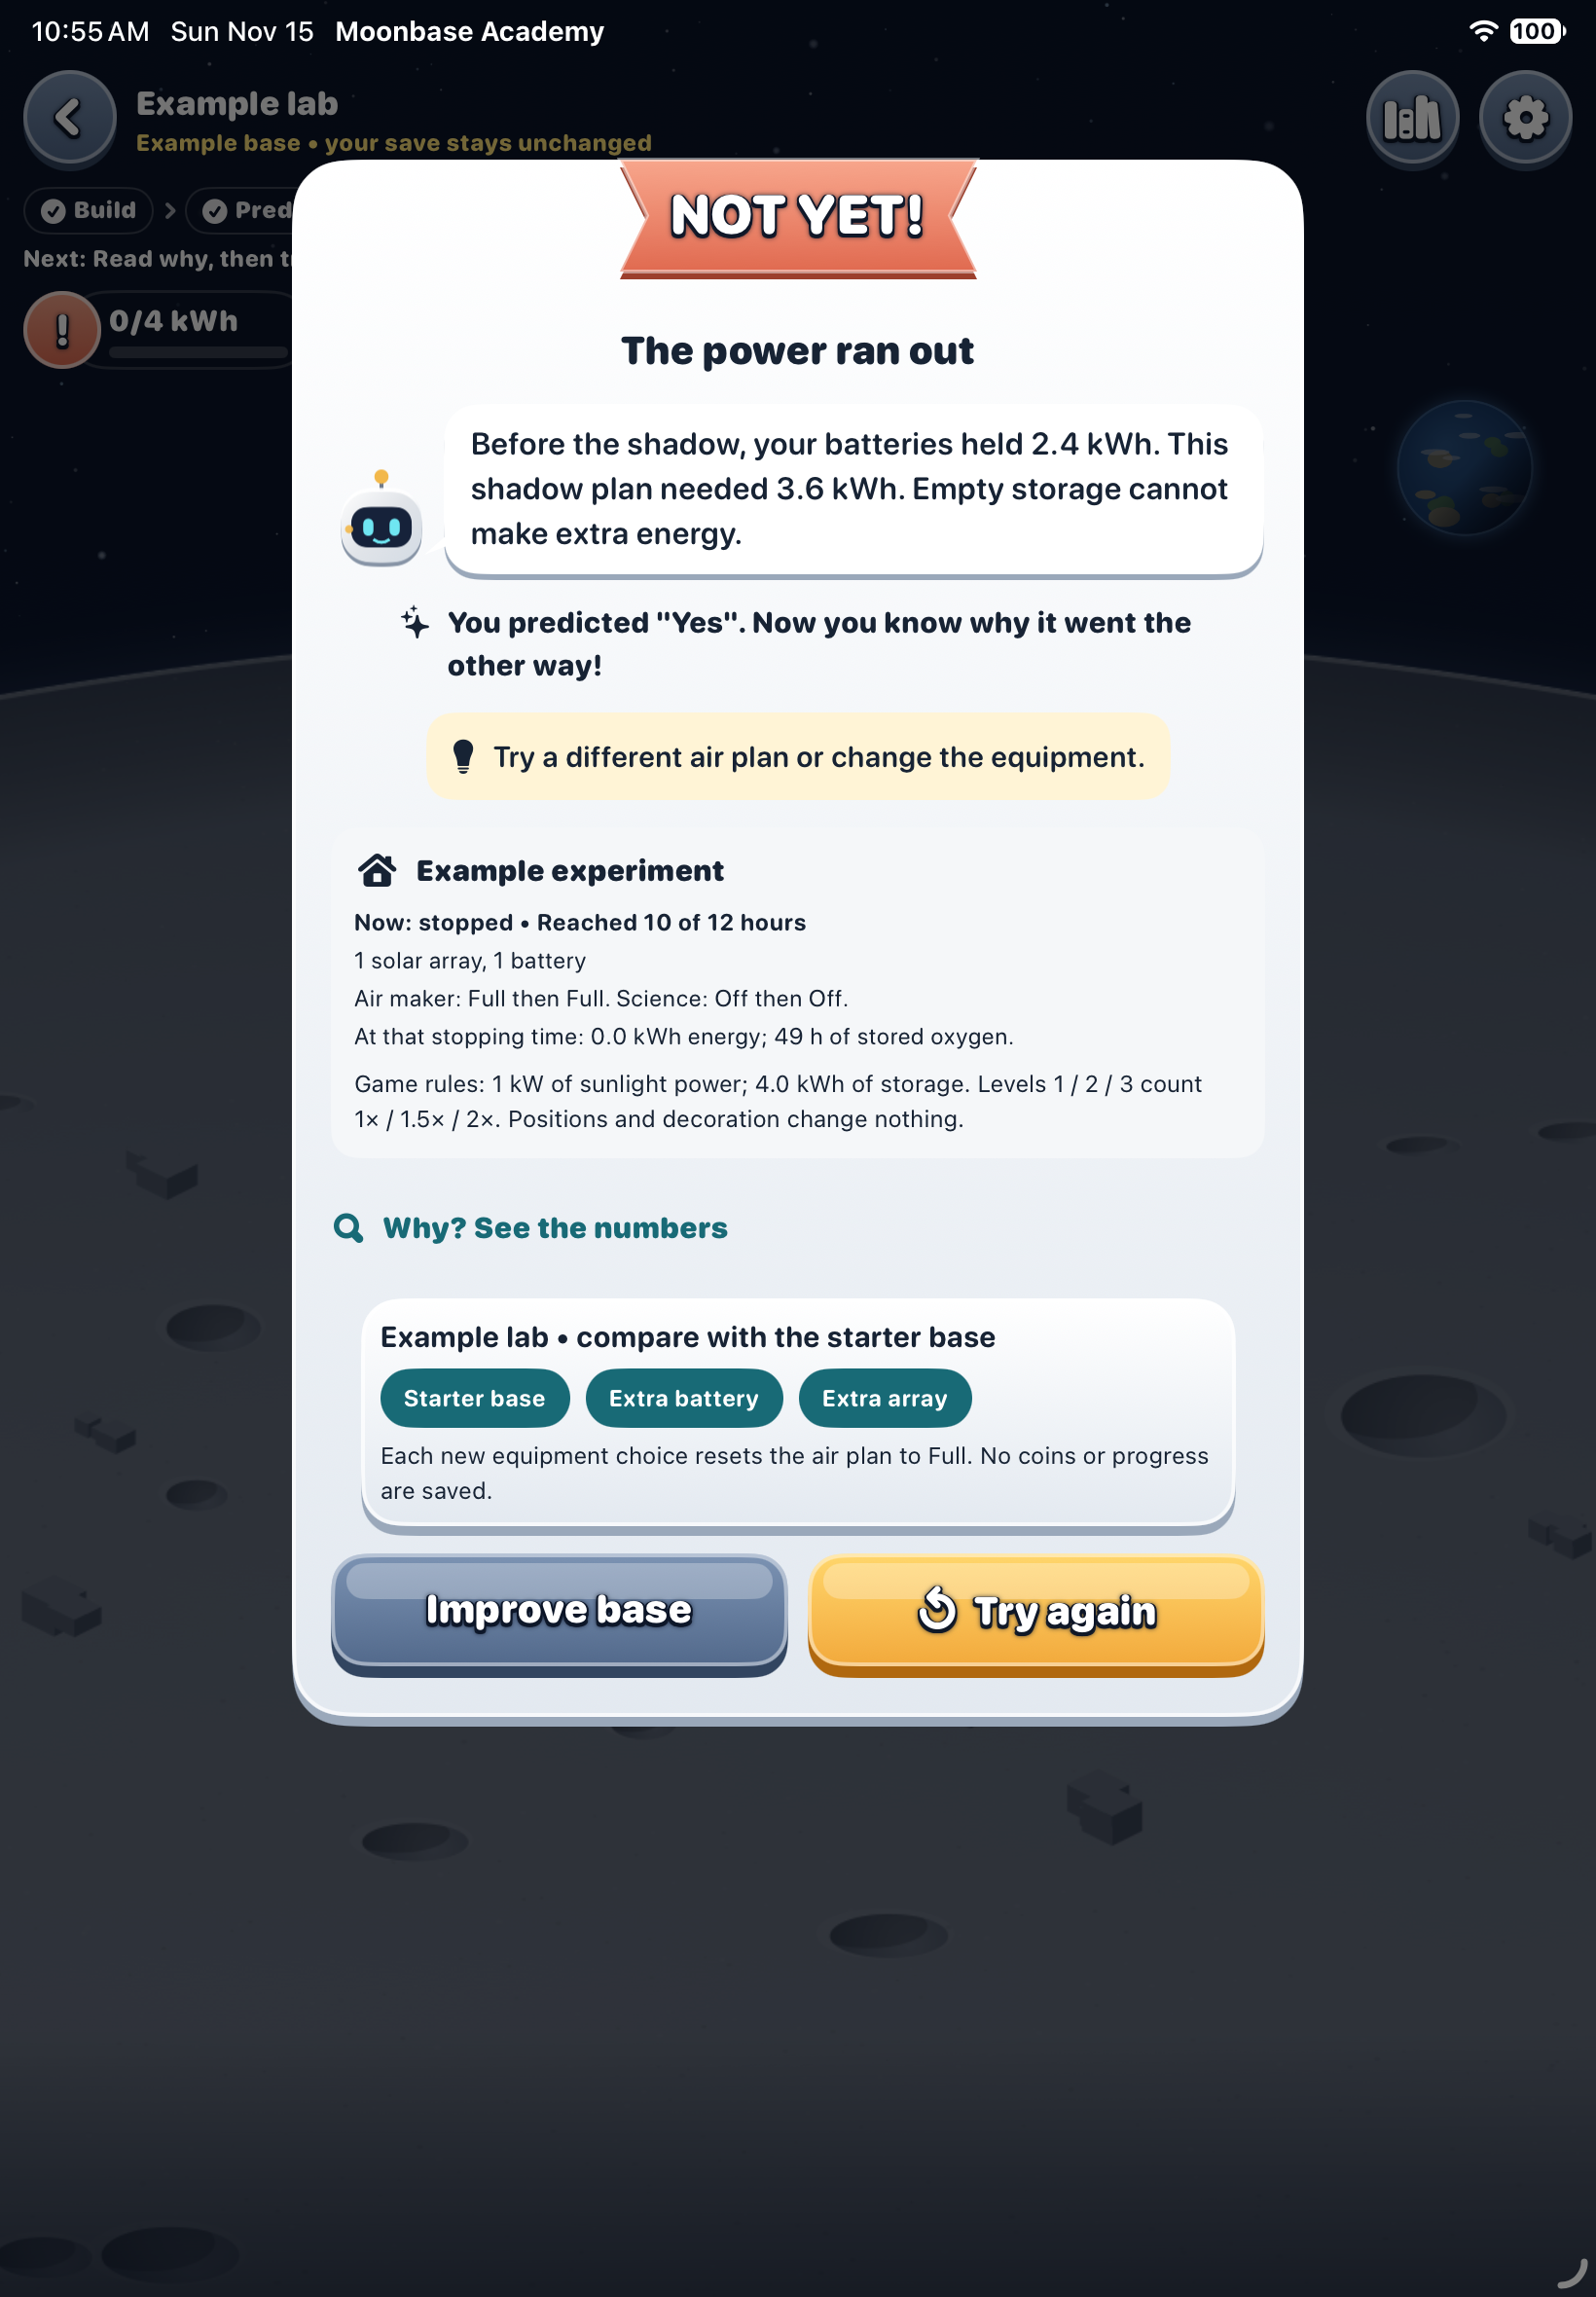 10:55 AM Sun Nov 15 Moonbase Academy
100
Example lab
Example base • your save stays unchanged
Build
Next: Read why, then
0/4 kWh
NOT YET!
The power ran out
Before the shadow, your batteries held 2.4 kWh. This
shadow plan needed 3.6 kWh. Empty storage cannot
make extra energy.
You predicted "Yes". Now you know why it went the
other way!
Try a different air plan or change the equipment.
Example experiment
Now: stopped • Reached 10 of 12 hours
1 solar array, 1 battery
Air maker: Full then Full. Science: Off then Off.
At that stopping time: 0.0 kWh energy; 49 h of stored oxygen.
Game rules: 1 kW of sunlight power; 4.0 kWh of storage. Levels 1 / 2 / 3 count
1× / 1.5× / 2×. Positions and decoration change nothing.
Why? See the numbers
Example lab • compare with the starter base
Starter base
Extra battery
Extra array
Each new equipment choice resets the air plan to Full. No coins or progress
are saved.
Improve base
Try again